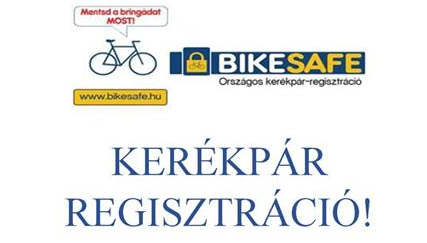 Mentsd a bringádat
MOST!
BIKESAFE
Országos kerékpár-regisztráció
www.bikesafe.hu
KERÉKPÁR
REGISZTRÁCIÓ!